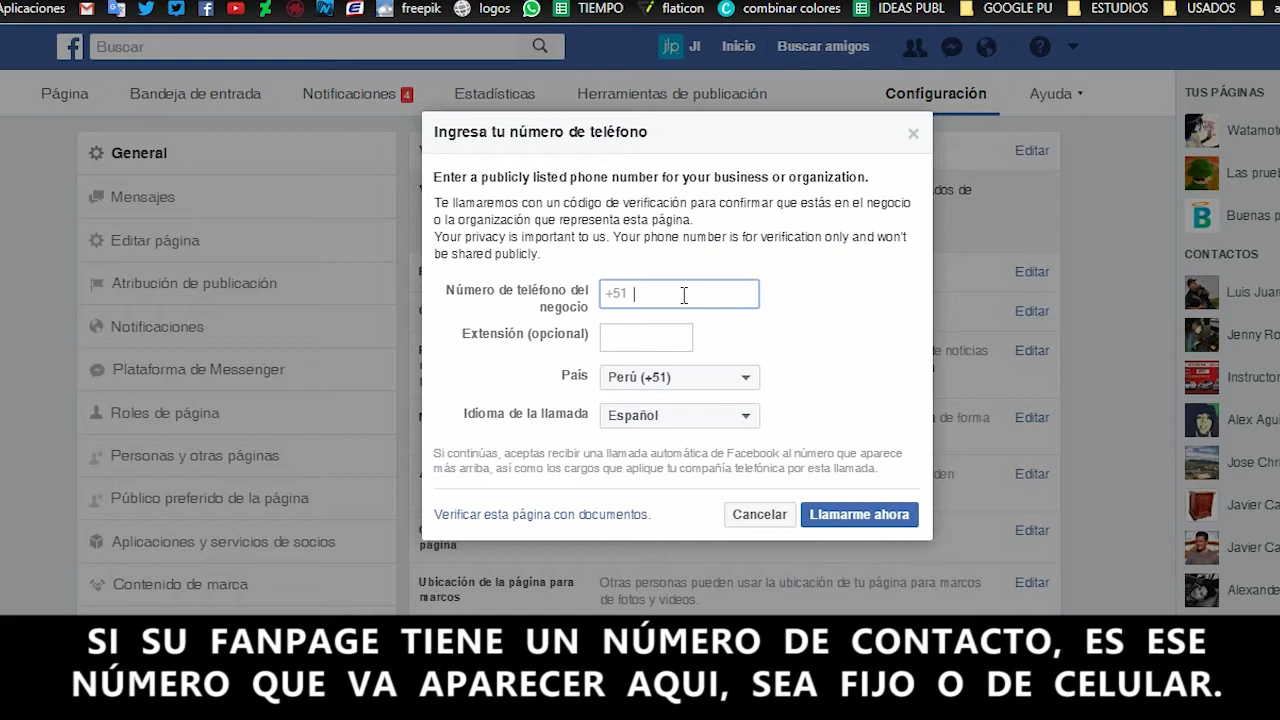 Aplicaciones freepik logos TIEMPO flaticon combinar colores IDEAS PUBL GOOGLE PU ESTUDIOS USADOS
Buscar jlp Jl Inicio Buscar amigos
Página Bandeja de entrada Notificaciones 4 Estadísticas Herramientas de publicación Configuración Ayuda
TUS PÁGINAS
Watamote
Las prueb
Buenas p
CONTACTOS
Luis Juar
Jenny Ro
Instructor
Alex Agui
Jose Chri
Javier Ca
Javier Ca
Alexande
General
Mensajes
Editar página
Atribución de publicación
Notificaciones
Plataforma de Messenger
Roles de página
Personas y otras páginas
Público preferido de la página
Aplicaciones y servicios de socios
Contenido de marca
Ingresa tu número de teléfono
Enter a publicly listed phone number for your business or organization.
Te llamaremos con un código de verificación para confirmar que estás en el negocio
o la organización que representa esta página.
Your privacy is important to us. Your phone number is for verification only and won't
be shared publicly.
Número de teléfono del
negocio
+51
Extensión (opcional)
País Perú (+51)
Idioma de la llamada Español
Si continúas, aceptas recibir una llamada automática de Facebook al número que aparece
más arriba, así como los cargos que aplique tu compañía telefónica por esta llamada.
Verificar esta página con documentos. Cancelar Llamarme ahora
Editar
ados de
Editar
Editar
de noticias Editar
de forma Editar
Editar
página Editar
Ubicación de la página para
marcos
Otras personas pueden usar la ubicación de tu página para marcos
de fotos y videos.
Editar
SI SU FANPAGE TIENE UN NÚMERO DE CONTACTO, ES ESE
NÚMERO QUE VA APARECER AQUI, SEA FIJO O DE CELULAR.